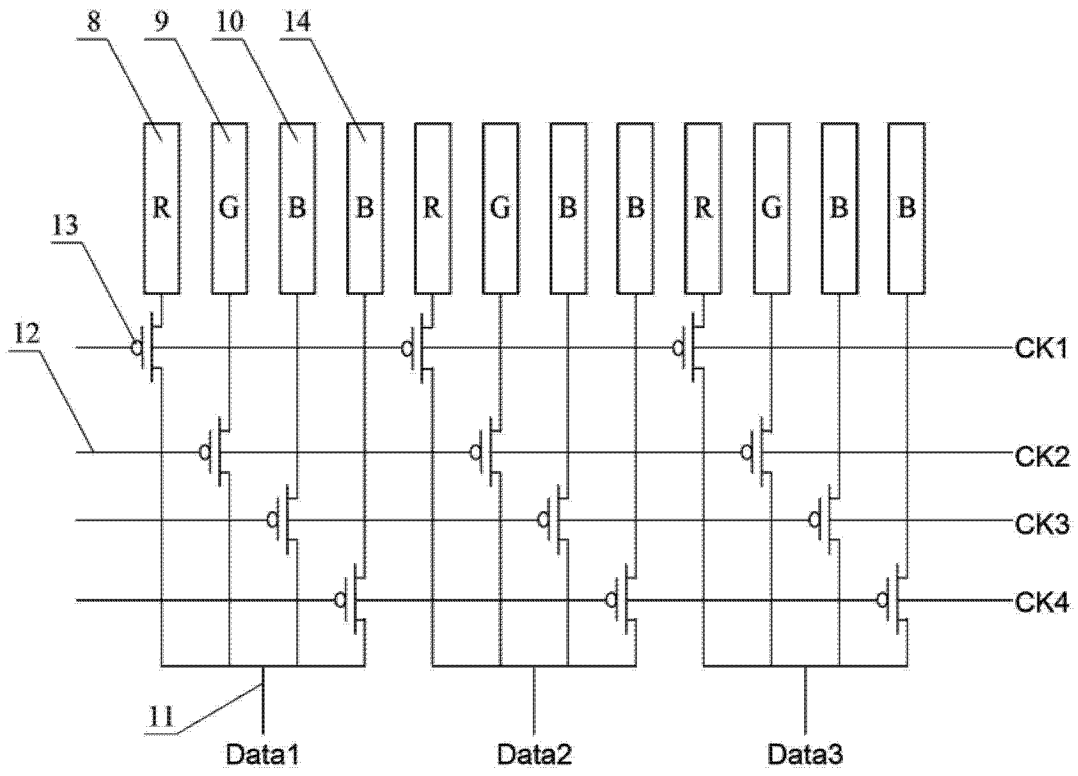 8 9 10 14
R G B B R G B B R G B B
13
12
CK1
CK2
CK3
CK4
11
Data1 Data2 Data3